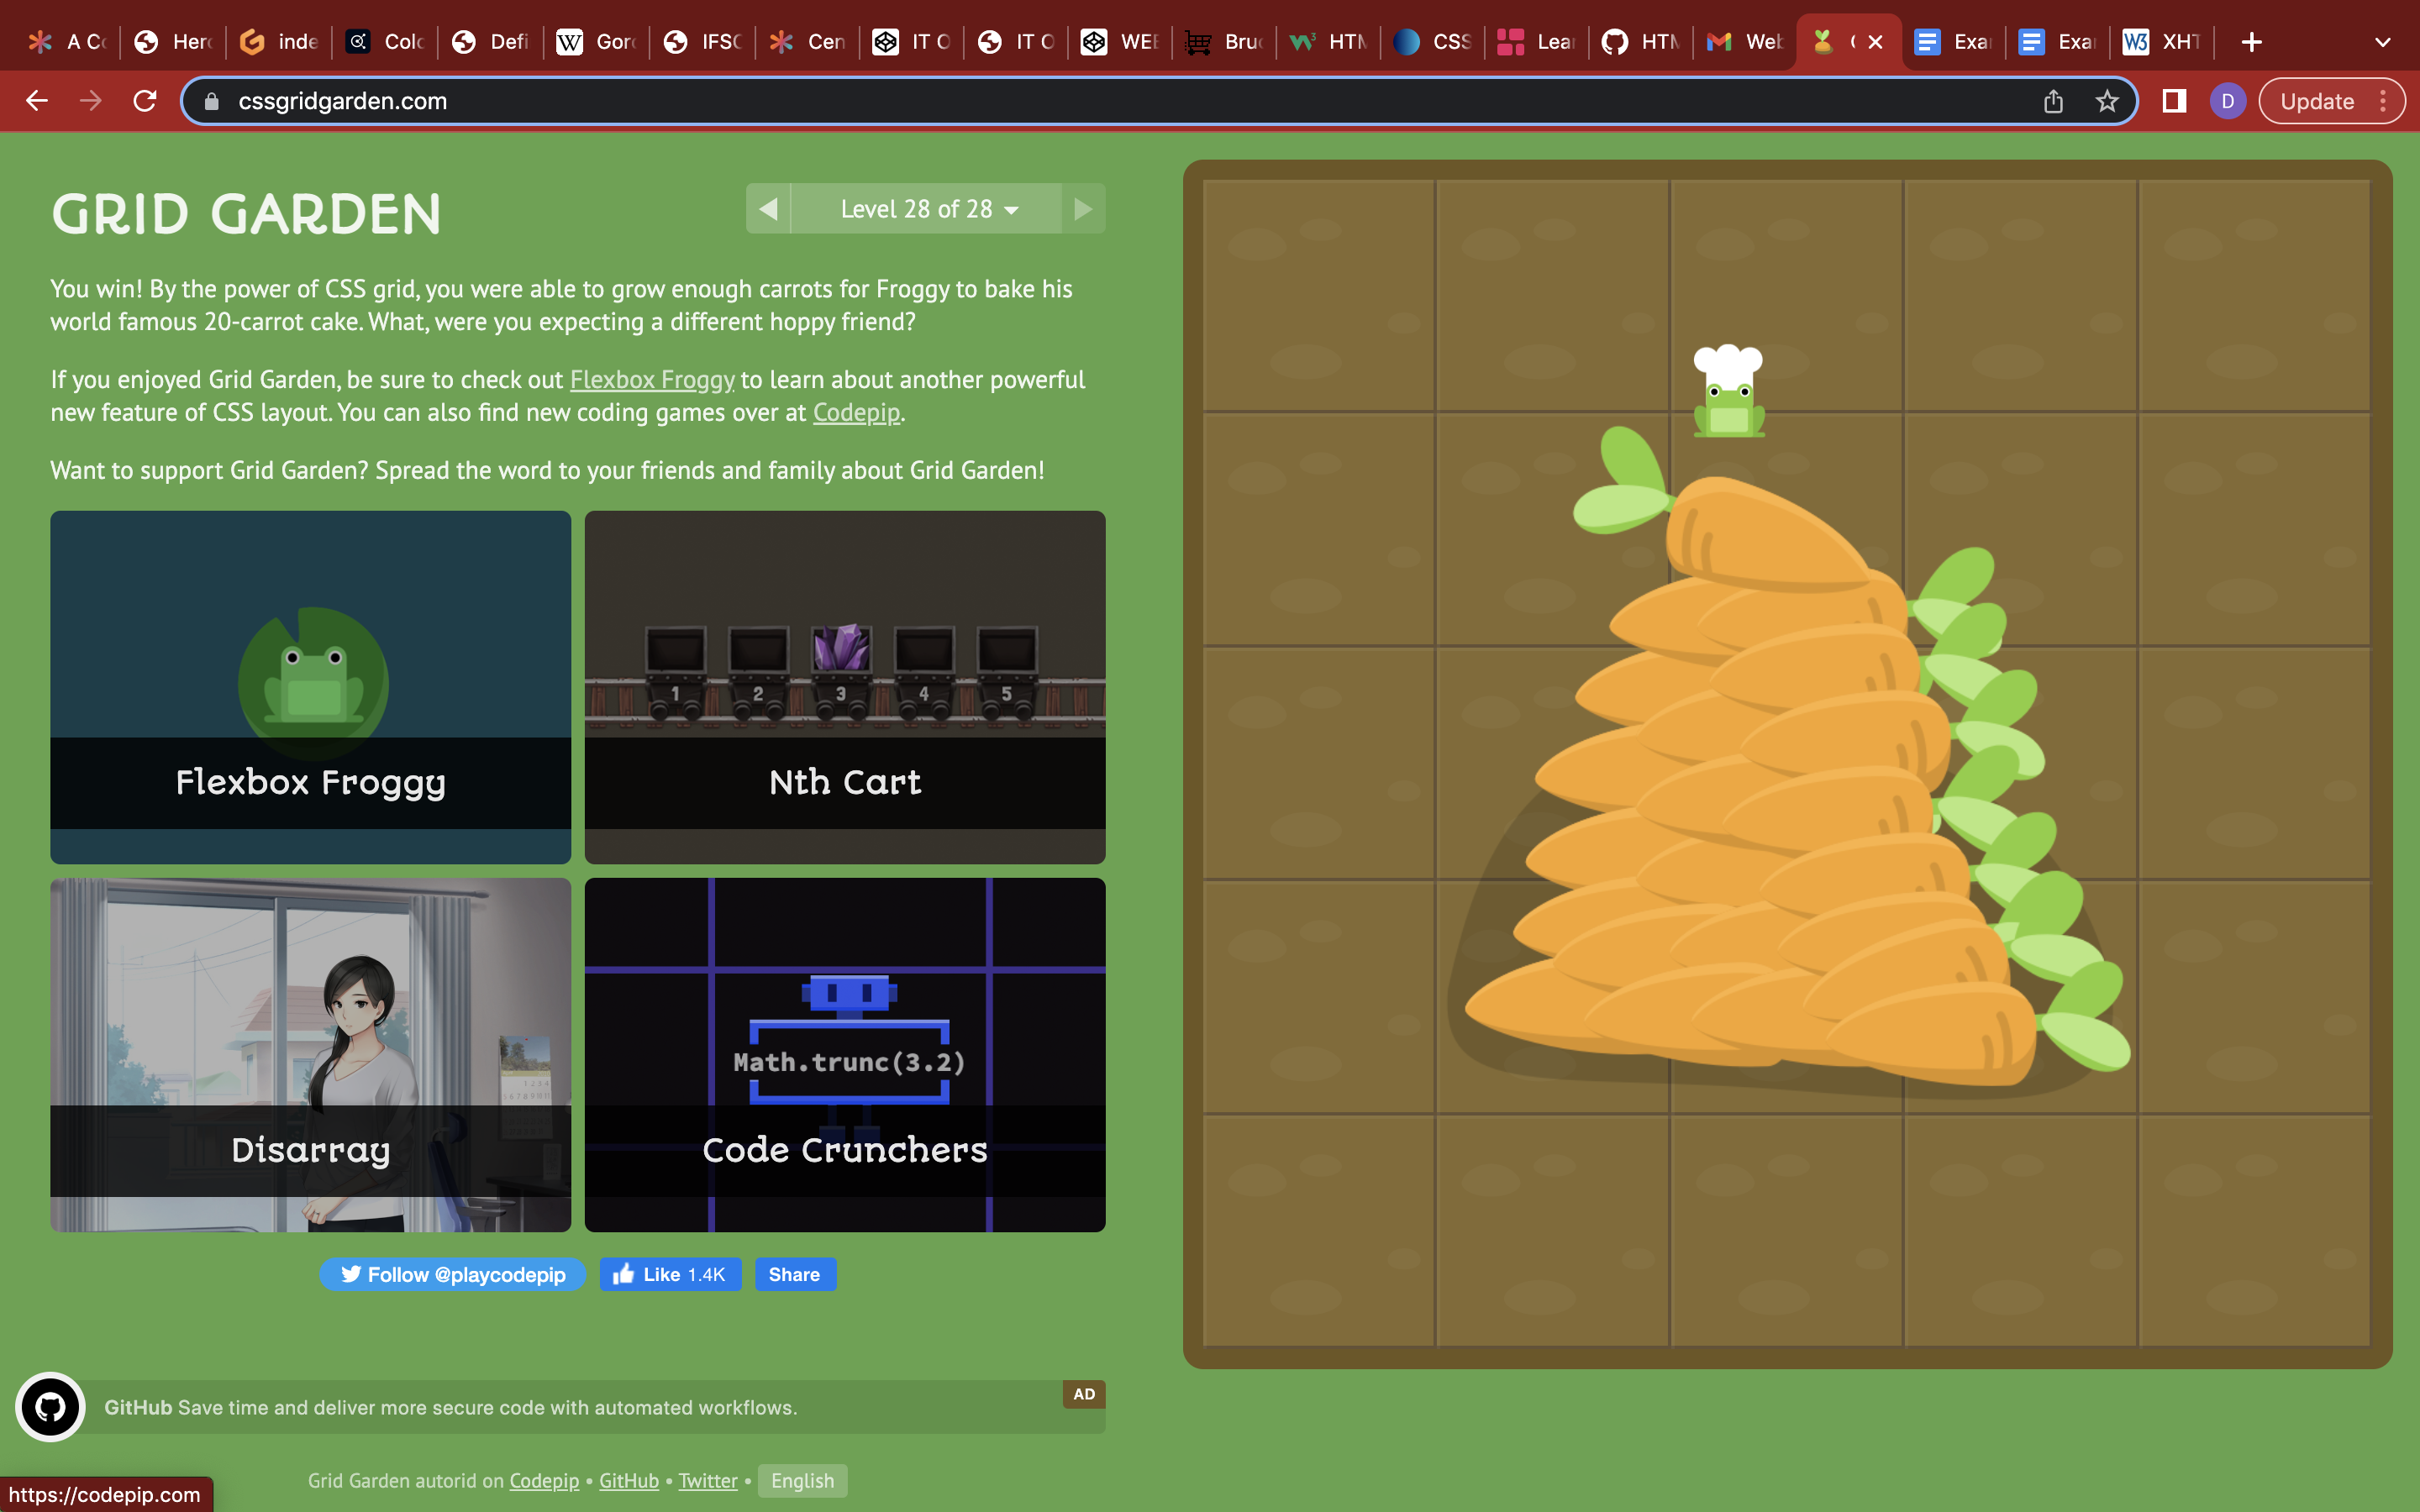 A Co
Her
inde
Colo
Defi
W Gor
IFSC
Cen
IT O
IT O
WEB
Bru
HTM
CSS
Lea
HTM
Web
Exa
Exa
W3 XHT
cssgridgarden.com
D
Update
GRID GARDEN
Level 28 of 28
You win! By the power of CSS grid, you were able to grow enough carrots for Froggy to bake his
world famous 20-carrot cake. What, were you expecting a different hoppy friend?
If you enjoyed Grid Garden, be sure to check out Flexbox Froggy to learn about another powerful
new feature of CSS layout. You can also find new coding games over at Codepip.
Want to support Grid Garden? Spread the word to your friends and family about Grid Garden!
1 2 3 4 5
Flexbox Froggy
Nth Cart
Math.trunc(3.2)
Disarray
Code Crunchers
Follow @playcodepip
Like 1.4K
Share
AD
GitHub Save time and deliver more secure code with automated workflows.
Grid Garden autorid on Codepip • GitHub • Twitter • English
https://codepip.com